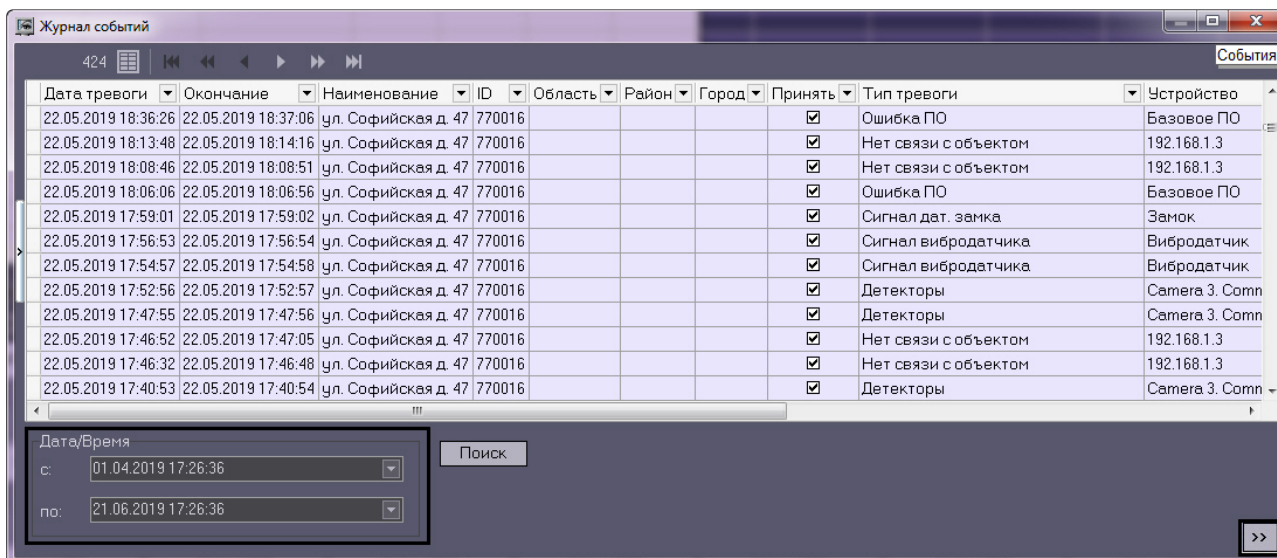 Журнал событий
424
События
Дата тревоги Окончание Наименование ID Область Район Город Принять Тип тревоги Устройство
22.05.2019 18:36:26 22.05.2019 18:37:06 ул. Софийская д. 47 770016 Ошибка ПО Базовое ПО
22.05.2019 18:13:48 22.05.2019 18:14:16 ул. Софийская д. 47 770016 Нет связи с объектом 192.168.1.3
22.05.2019 18:08:46 22.05.2019 18:08:51 ул. Софийская д. 47 770016 Нет связи с объектом 192.168.1.3
22.05.2019 18:06:06 22.05.2019 18:06:56 ул. Софийская д. 47 770016 Ошибка ПО Базовое ПО
22.05.2019 17:59:01 22.05.2019 17:59:02 ул. Софийская д. 47 770016 Сигнал дат. замка Замок
22.05.2019 17:56:53 22.05.2019 17:56:54 ул. Софийская д. 47 770016 Сигнал вибродатчика Вибродатчик
22.05.2019 17:54:57 22.05.2019 17:54:58 ул. Софийская д. 47 770016 Сигнал вибродатчика Вибродатчик
22.05.2019 17:52:56 22.05.2019 17:52:57 ул. Софийская д. 47 770016 Детекторы Camera 3. Comn
22.05.2019 17:47:55 22.05.2019 17:47:56 ул. Софийская д. 47 770016 Детекторы Camera 3. Comn
22.05.2019 17:46:52 22.05.2019 17:47:05 ул. Софийская д. 47 770016 Нет связи с объектом 192.168.1.3
22.05.2019 17:46:32 22.05.2019 17:46:48 ул. Софийская д. 47 770016 Нет связи с объектом 192.168.1.3
22.05.2019 17:40:53 22.05.2019 17:40:54 ул. Софийская д. 47 770016 Детекторы Camera 3. Comn
Дата/Время
с: 01.04.2019 17:26:36
Поиск
по: 21.06.2019 17:26:36
>>